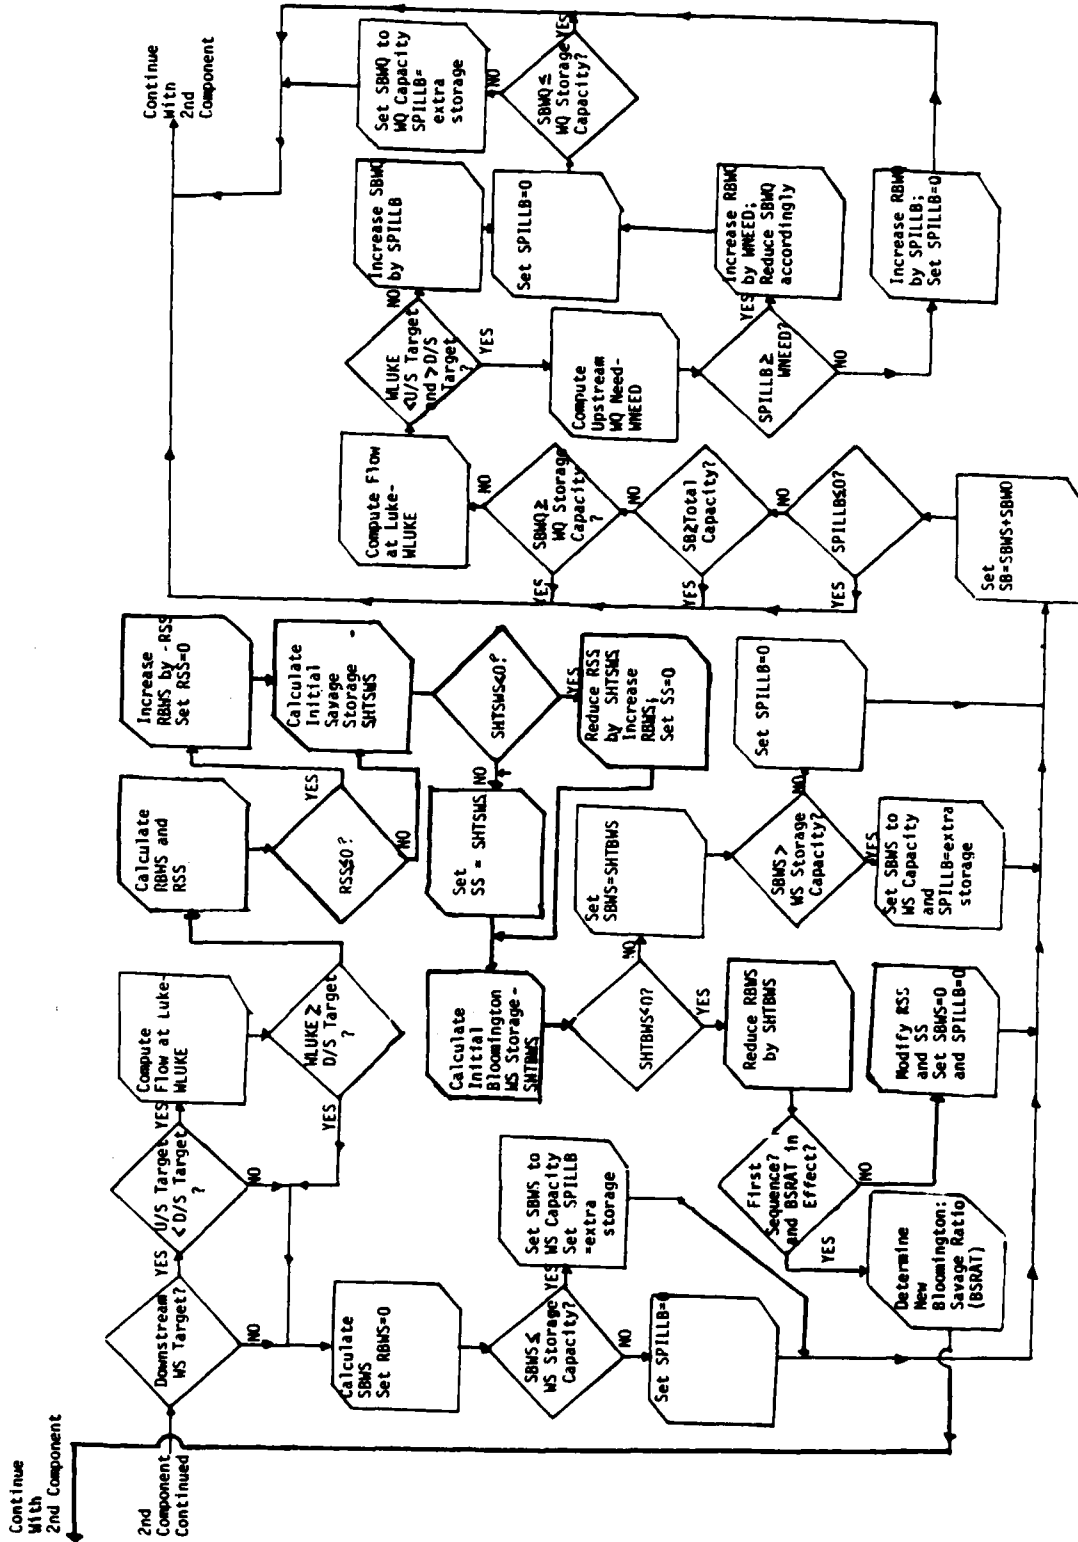 Continue
With
2nd Component
2nd
Component
Continued
Downstream
WS Target?
YES
NO
U/S Target
< D/S Target
?
YES
NO
Compute
Flow at Luke-
WLUKE
WLUKE ≥
D/S Target
?
YES
Calculate
RBWS and
RSS
RSS≤0?
YES
NO
Increase
RBWS by -RSS
Set RSS=0
Calculate
Initial
Savage
Storage
SHTSWS
SHTSWS<0?
NO
YES
Reduce RSS
by SHTSWS
Increase
RBWS;
Set SS=0
Set
SS = SHTSWS
Calculate
Initial
Bloomington
WS Storage -
SHTBWS
SHTBWS<0?
NO
YES
Set
SBWS=SHTBWS
SBWS>
WS Storage
Capacity?
NO
YES
Set SPILLB=0
Set SBWS to
WS Capacity
and
SPILLB=extra
storage
Reduce RBWS
by SHTBWS
First
Sequence?
and BSRAT in
Effect?
NO
YES
Modify RSS
and SS
Set SBWS=0
and SPILLB=0
Determine
New
Bloomington:
Savage Ratio
(BSRAT)
Calculate
SBWS
Set RBWS=0
SBWS≤
WS Storage
Capacity?
YES
NO
Set SBWS to
WS Capacity
Set SPILLB
=extra
storage
Set SPILLB=0
Set
SB=SBWS+SBWQ
SPILLB≤0?
YES
NO
SB≥Total
Capacity?
YES
NO
SBWQ≥
WQ Storage
Capacity
?
YES
NO
Compute Flow
at Luke-
WLUKE
WLUKE
<U/S Target
and >D/S
Target
?
NO
YES
Increase SBWQ
by SPILLB
Compute
Upstream
WQ Need-
WNEED
SPILLB≥
WNEED?
YES
NO
Increase RBWQ
by WNEED;
Reduce SBWQ
accordingly
Increase RBWQ
by SPILLB;
Set SPILLB=0
Set SPILLB=0
SBWQ≤
WQ Storage
Capacity?
NO
YES
Set SBWQ to
WQ Capacity
SPILLB=
extra
storage
Continue
With
2nd
Component